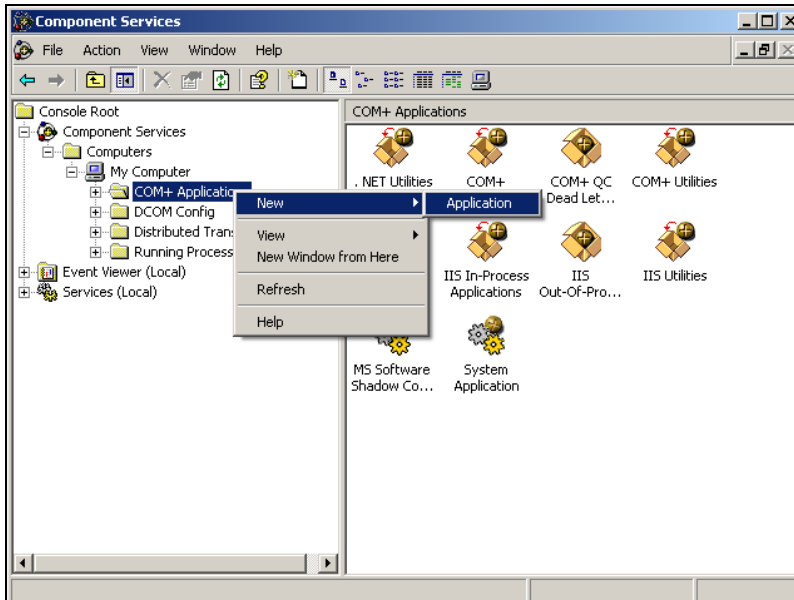 Component Services
File Action View Window Help
Console Root
Component Services
Computers
My Computer
COM+ Applicatio
DCOM Config
Distributed Tran
Running Process
Event Viewer (Local)
Services (Local)
New
View
New Window from Here
Refresh
Help
Application
COM+ Applications
. NET Utilities
COM+
COM+ QC
Dead Let...
COM+ Utilities
IIS In-Process
Applications
IIS
Out-Of-Pro...
IIS Utilities
MS Software
Shadow Co...
System
Application